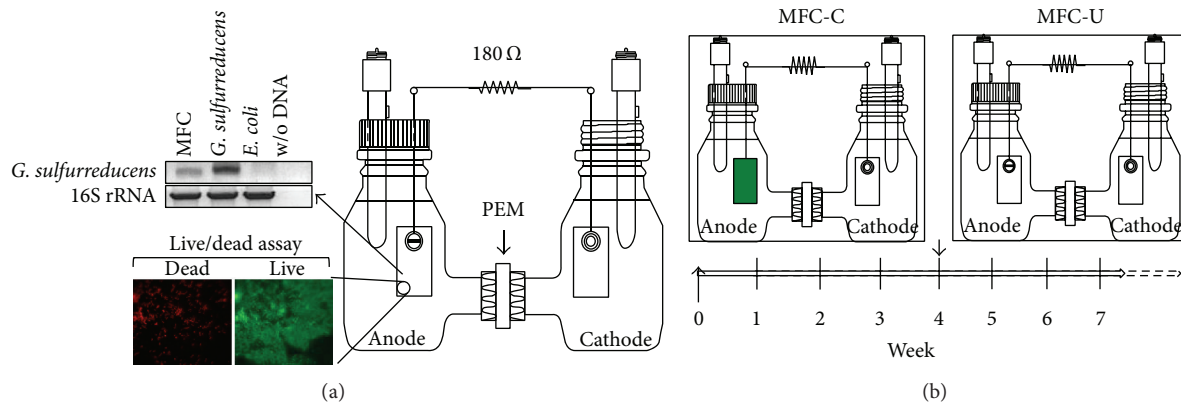 MFC
G. sulfurreducens
E. coli
w/o DNA
G. sulfurreducens
16S rRNA
Live/dead assay
Dead Live
180 Ω
PEM
Anode
Cathode
(a)
MFC-C
MFC-U
Anode
Cathode
Anode
Cathode
0 1 2 3 4 5 6 7
Week
(b)